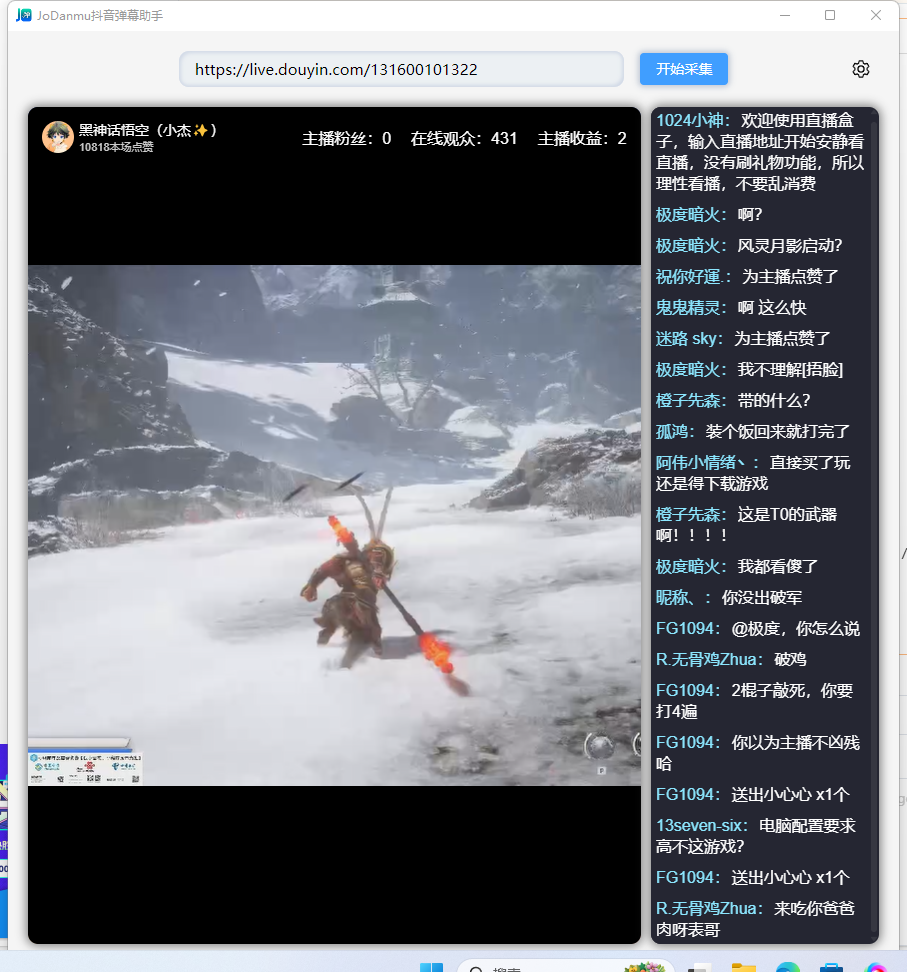 JoDanmu抖音弹幕助手
https://live.douyin.com/131600101322
开始采集
黑神话悟空（小杰✨）
10818本场点赞
主播粉丝：0 在线观众：431 主播收益：2
1024小神：欢迎使用直播盒
子，输入直播地址开始安静看
直播，没有刷礼物功能，所以
理性看播，不要乱消费
极度暗火：啊？
极度暗火：风灵月影启动？
祝你好運.：为主播点赞了
鬼鬼精灵：啊 这么快
迷路 sky：为主播点赞了
极度暗火：我不理解[捂脸]
橙子先森：带的什么？
孤鸿：装个饭回来就打完了
阿伟小情绪丶：直接买了玩
还是得下载游戏
橙子先森：这是T0的武器
啊！！！！
极度暗火：我都看傻了
昵称、：你没出破军
FG1094：@极度，你怎么说
R.无骨鸡Zhua：破鸡
FG1094：2棍子敲死，你要
打4遍
FG1094：你以为主播不凶残
哈
FG1094：送出小心心 x1个
13seven-six：电脑配置要求
高不这游戏？
FG1094：送出小心心 x1个
R.无骨鸡Zhua：来吃你爸爸
肉呀表哥
搜索